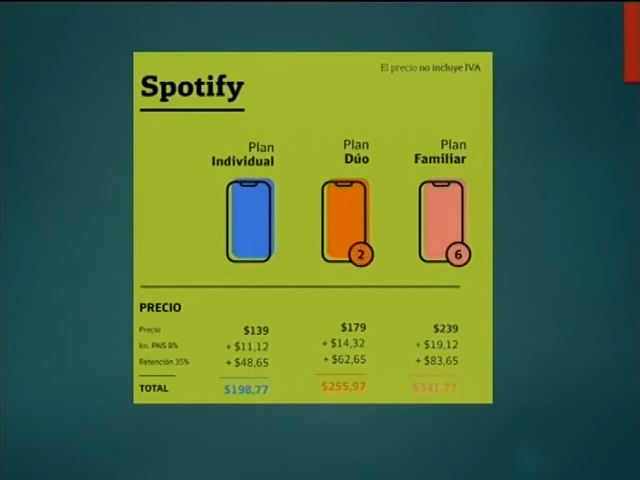 El precio no incluye IVA
Spotify
Plan Individual
Plan Dúo
Plan Familiar
2
6
PRECIO
Precio $139 $179 $239
Im. PAIS 8% + $11,12 + $14,32 + $19,12
Retención 35% + $48,65 + $62,65 + $83,65
TOTAL $198,77 $255,97 $341,77